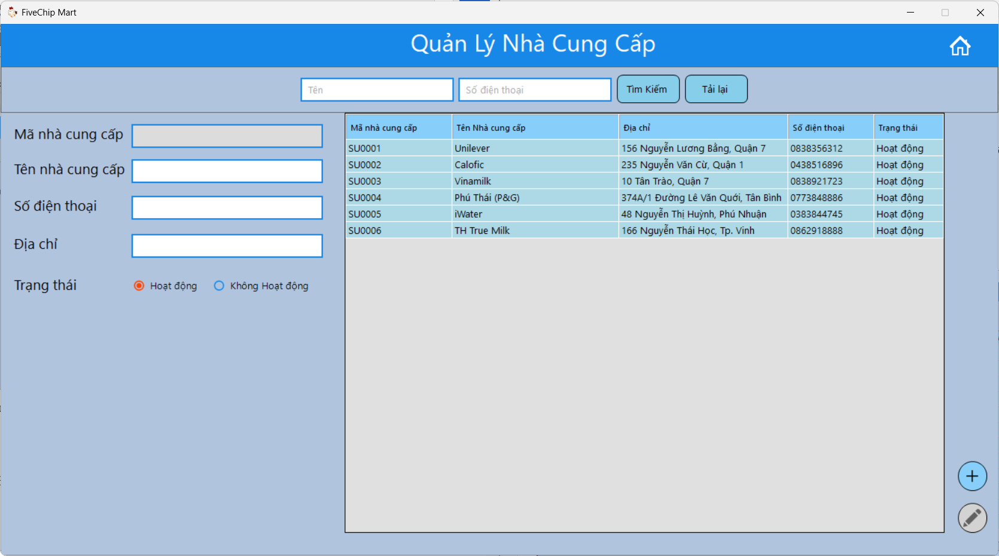 FiveChip Mart
Quản Lý Nhà Cung Cấp
Tên Số điện thoại Tìm Kiếm Tải lại
Mã nhà cung cấp
Tên nhà cung cấp
Số điện thoại
Địa chỉ
Trạng thái Hoạt động Không Hoạt động
Mã nhà cung cấp Tên Nhà cung cấp Địa chỉ Số điện thoại Trạng thái
SU0001 Unilever 156 Nguyễn Lương Bằng, Quận 7 0838356312 Hoạt động
SU0002 Calofic 235 Nguyễn Văn Cừ, Quận 1 0438516896 Hoạt động
SU0003 Vinamilk 10 Tân Trào, Quận 7 0838921723 Hoạt động
SU0004 Phú Thái (P&G) 374A/1 Đường Lê Văn Quới, Tân Bình 0773848886 Hoạt động
SU0005 iWater 48 Nguyễn Thị Huỳnh, Phú Nhuận 0383844745 Hoạt động
SU0006 TH True Milk 166 Nguyễn Thái Học, Tp. Vinh 0862918888 Hoạt động